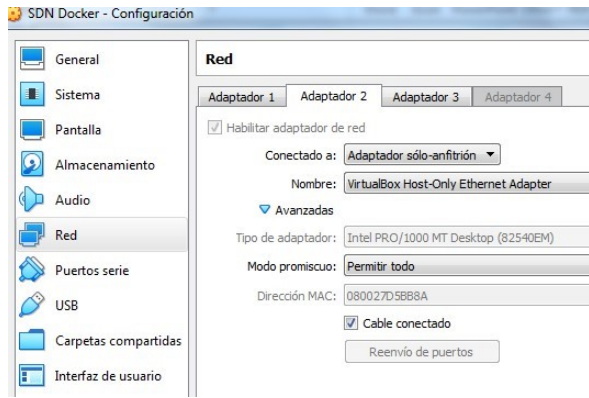 SDN Docker - Configuración
General
Sistema
Pantalla
Almacenamiento
Audio
Red
Puertos serie
USB
Carpetas compartidas
Interfaz de usuario
Red
Adaptador 1 Adaptador 2 Adaptador 3 Adaptador 4
Habilitar adaptador de red
Conectado a: Adaptador sólo-anfitrión
Nombre: VirtualBox Host-Only Ethernet Adapter
Avanzadas
Tipo de adaptador: Intel PRO/1000 MT Desktop (82540EM)
Modo promiscuo: Permitir todo
Dirección MAC: 080027D5BB8A
Cable conectado
Reenvío de puertos